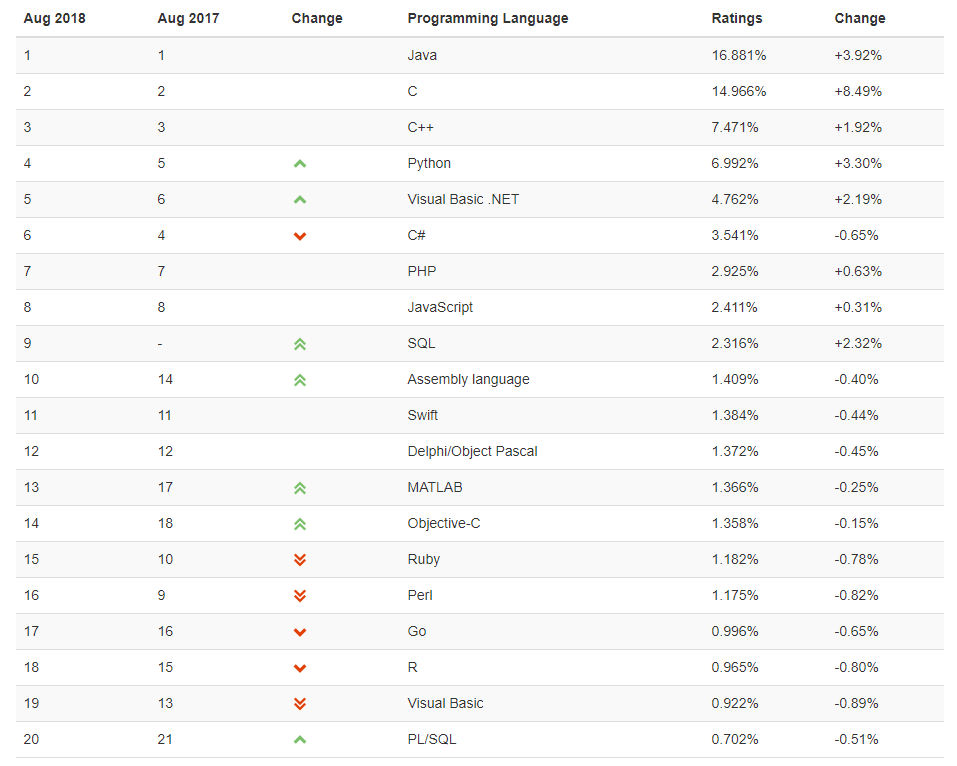 Aug 2018 Aug 2017 Change Programming Language Ratings Change
1 1 Java 16.881% +3.92%
2 2 C 14.966% +8.49%
3 3 C++ 7.471% +1.92%
4 5 Python 6.992% +3.30%
5 6 Visual Basic .NET 4.762% +2.19%
6 4 C# 3.541% -0.65%
7 7 PHP 2.925% +0.63%
8 8 JavaScript 2.411% +0.31%
9 - SQL 2.316% +2.32%
10 14 Assembly language 1.409% -0.40%
11 11 Swift 1.384% -0.44%
12 12 Delphi/Object Pascal 1.372% -0.45%
13 17 MATLAB 1.366% -0.25%
14 18 Objective-C 1.358% -0.15%
15 10 Ruby 1.182% -0.78%
16 9 Perl 1.175% -0.82%
17 16 Go 0.996% -0.65%
18 15 R 0.965% -0.80%
19 13 Visual Basic 0.922% -0.89%
20 21 PL/SQL 0.702% -0.51%